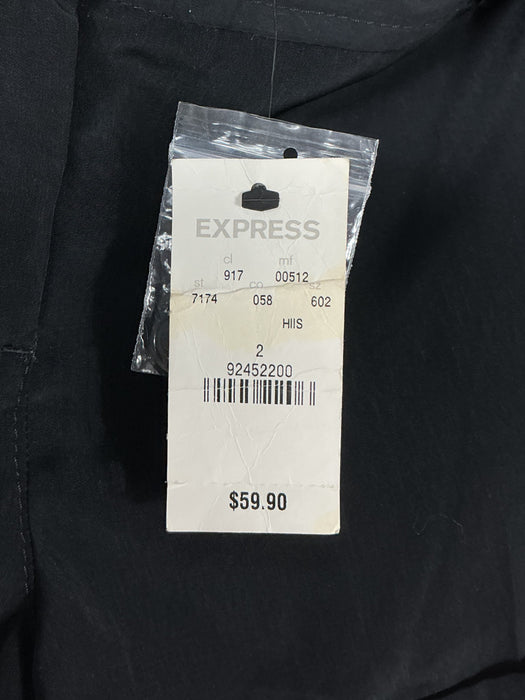 EXPRESS
cl mf
917 00512
st co sz
7174 058 602
HIIS
2
92452200
$59.90